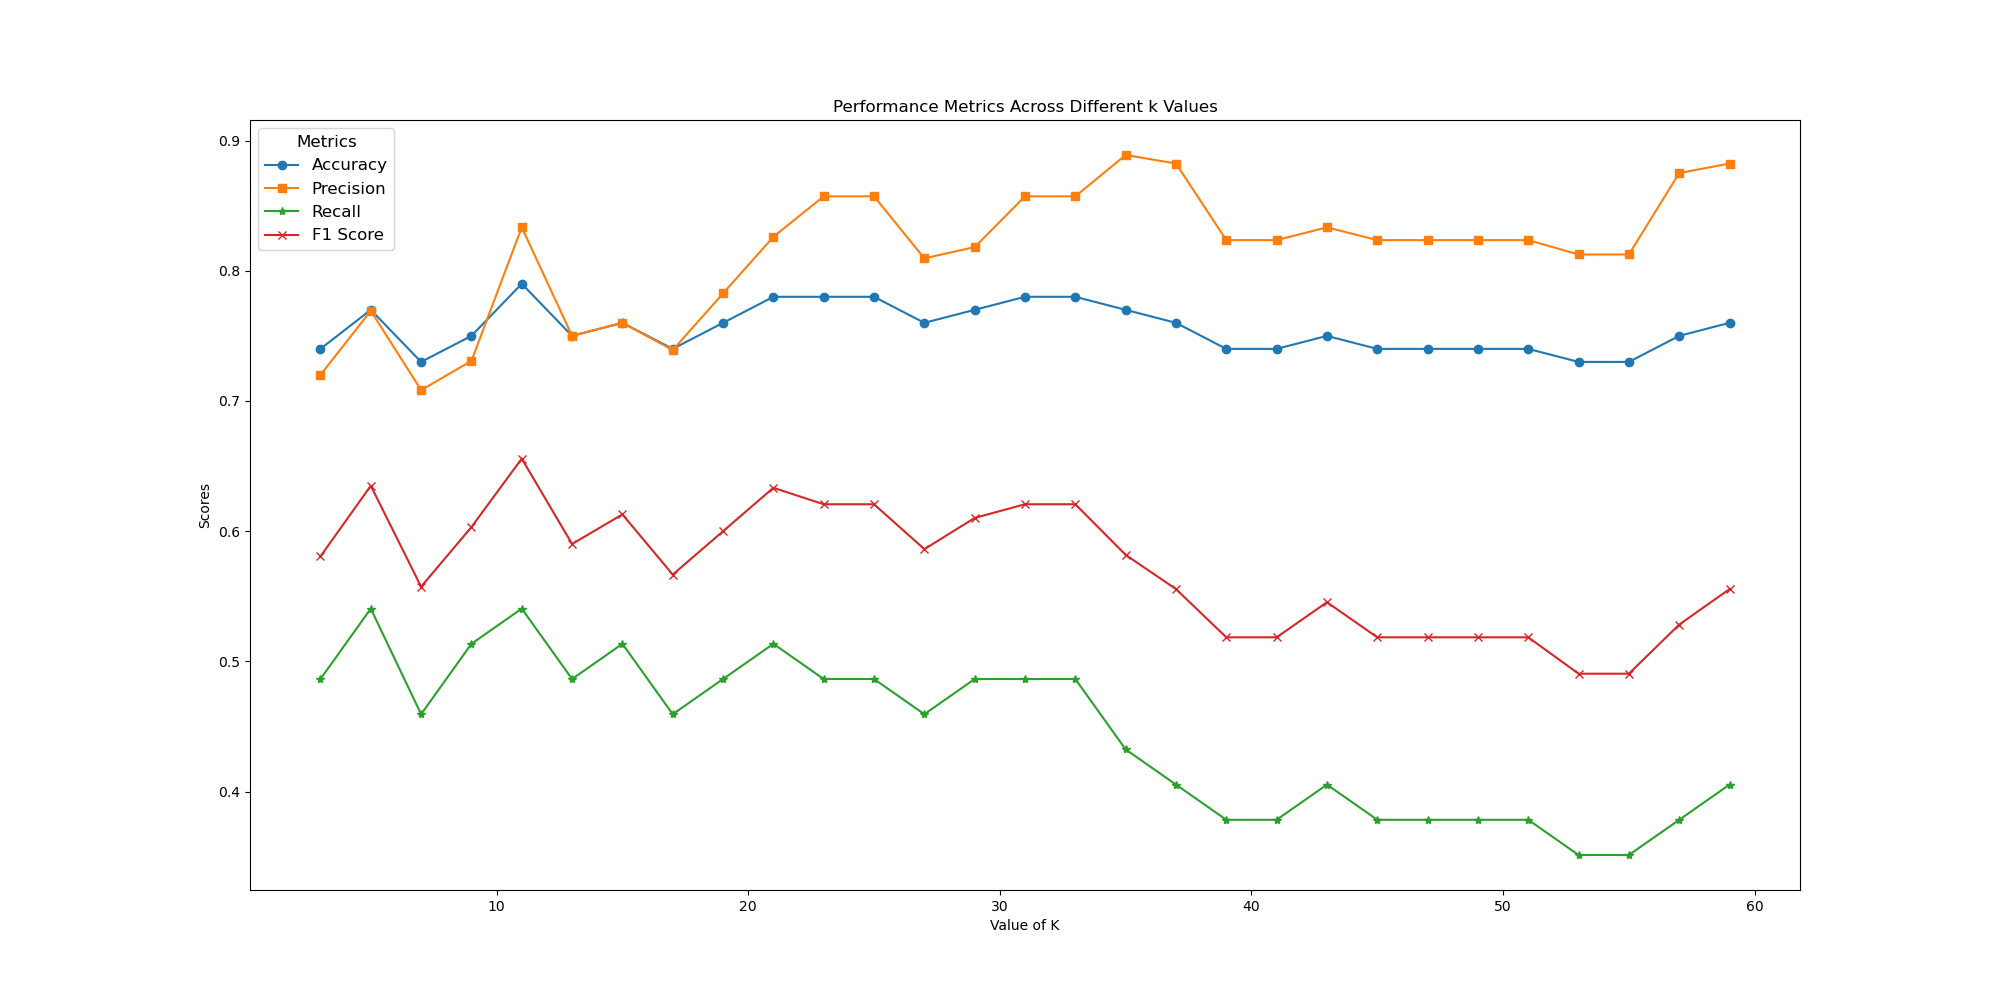 Performance Metrics Across Different k Values
Metrics
Accuracy
Precision
Recall
F1 Score
0.9
0.8
0.7
0.6
0.5
0.4
Scores
10 20 30 40 50 60
Value of K